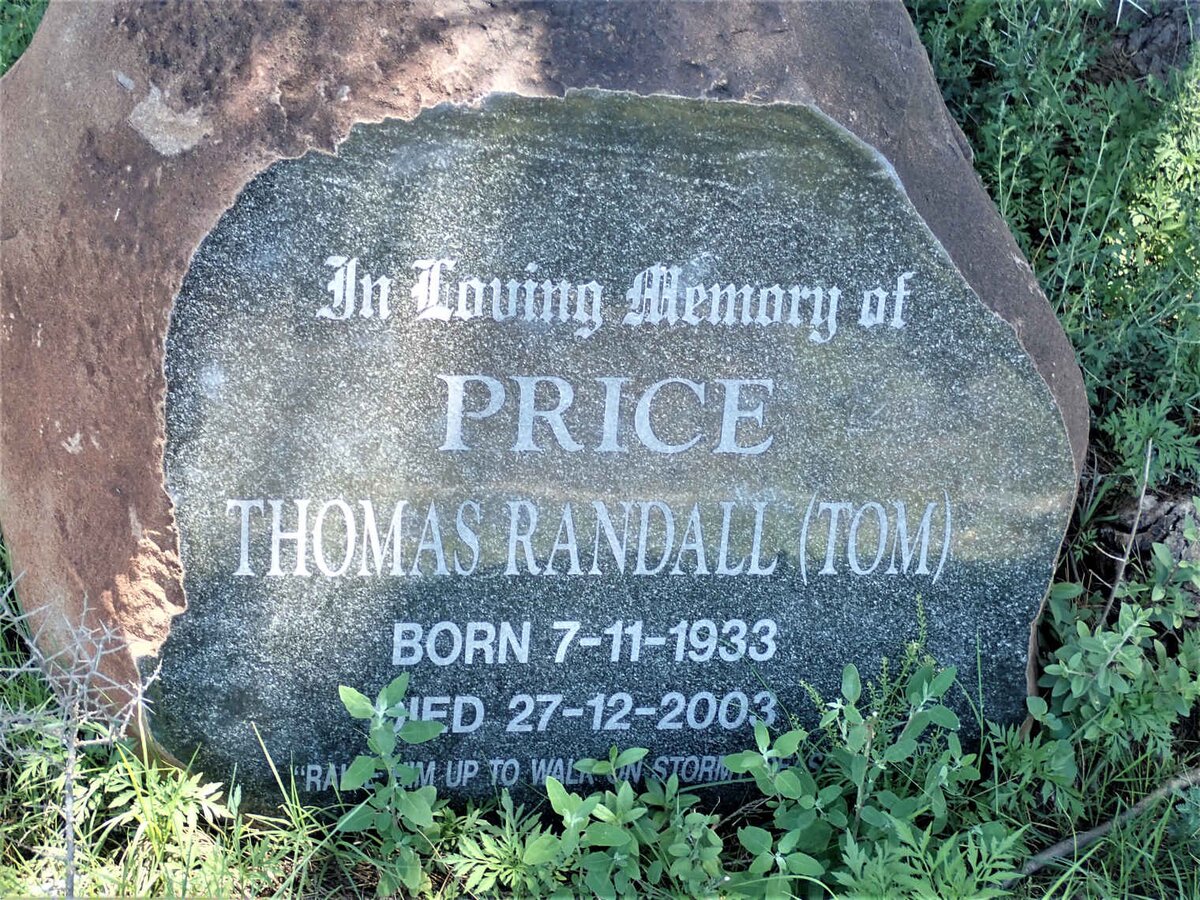 In Loving Memory of
PRICE
THOMAS RANDALL (TOM)
BORN 7-11-1933
DIED 27-12-2003
UP TO WALK ON